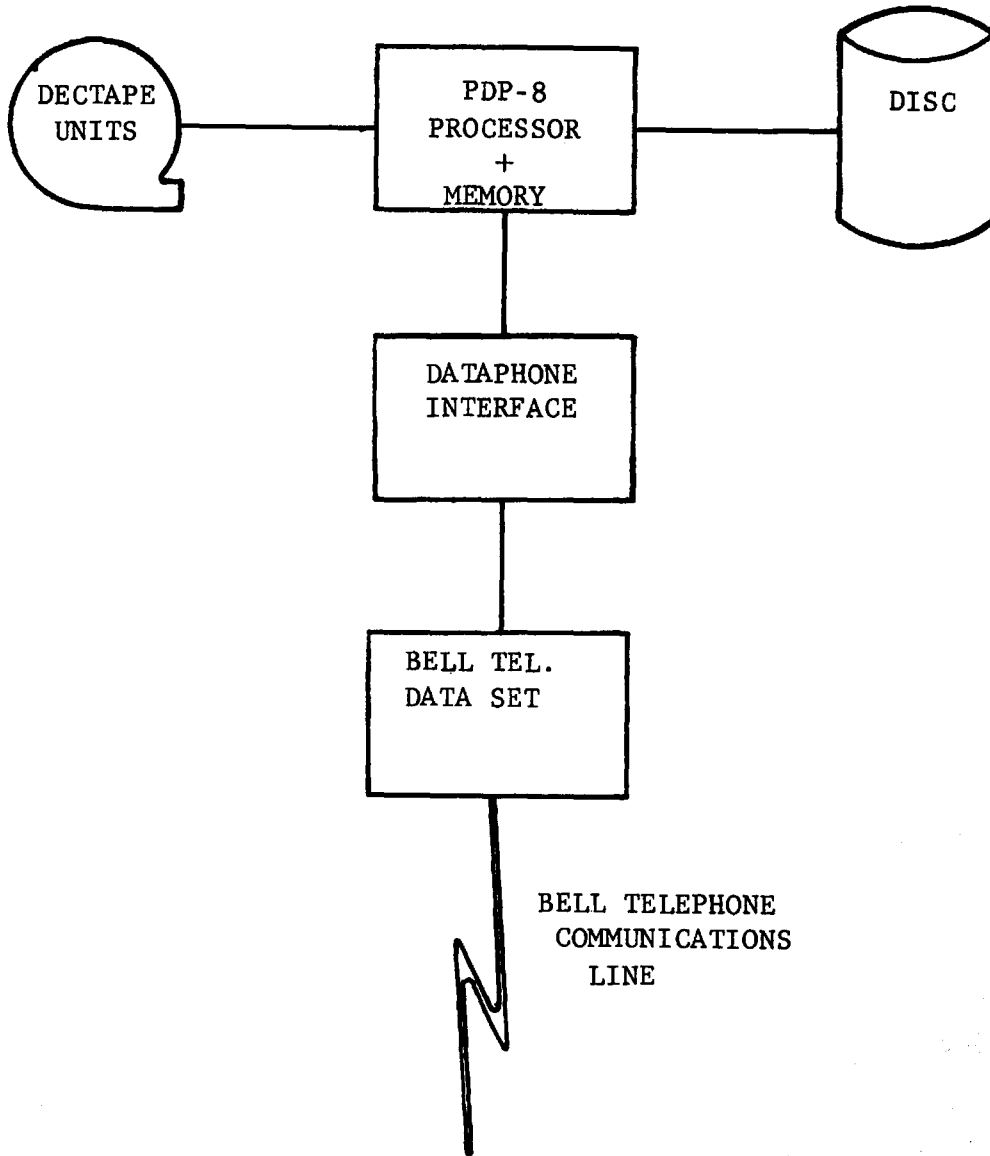 DECTAPE
UNITS
PDP-8
PROCESSOR
+
MEMORY
DISC
DATAPHONE
INTERFACE
BELL TEL.
DATA SET
BELL TELEPHONE
COMMUNICATIONS
LINE